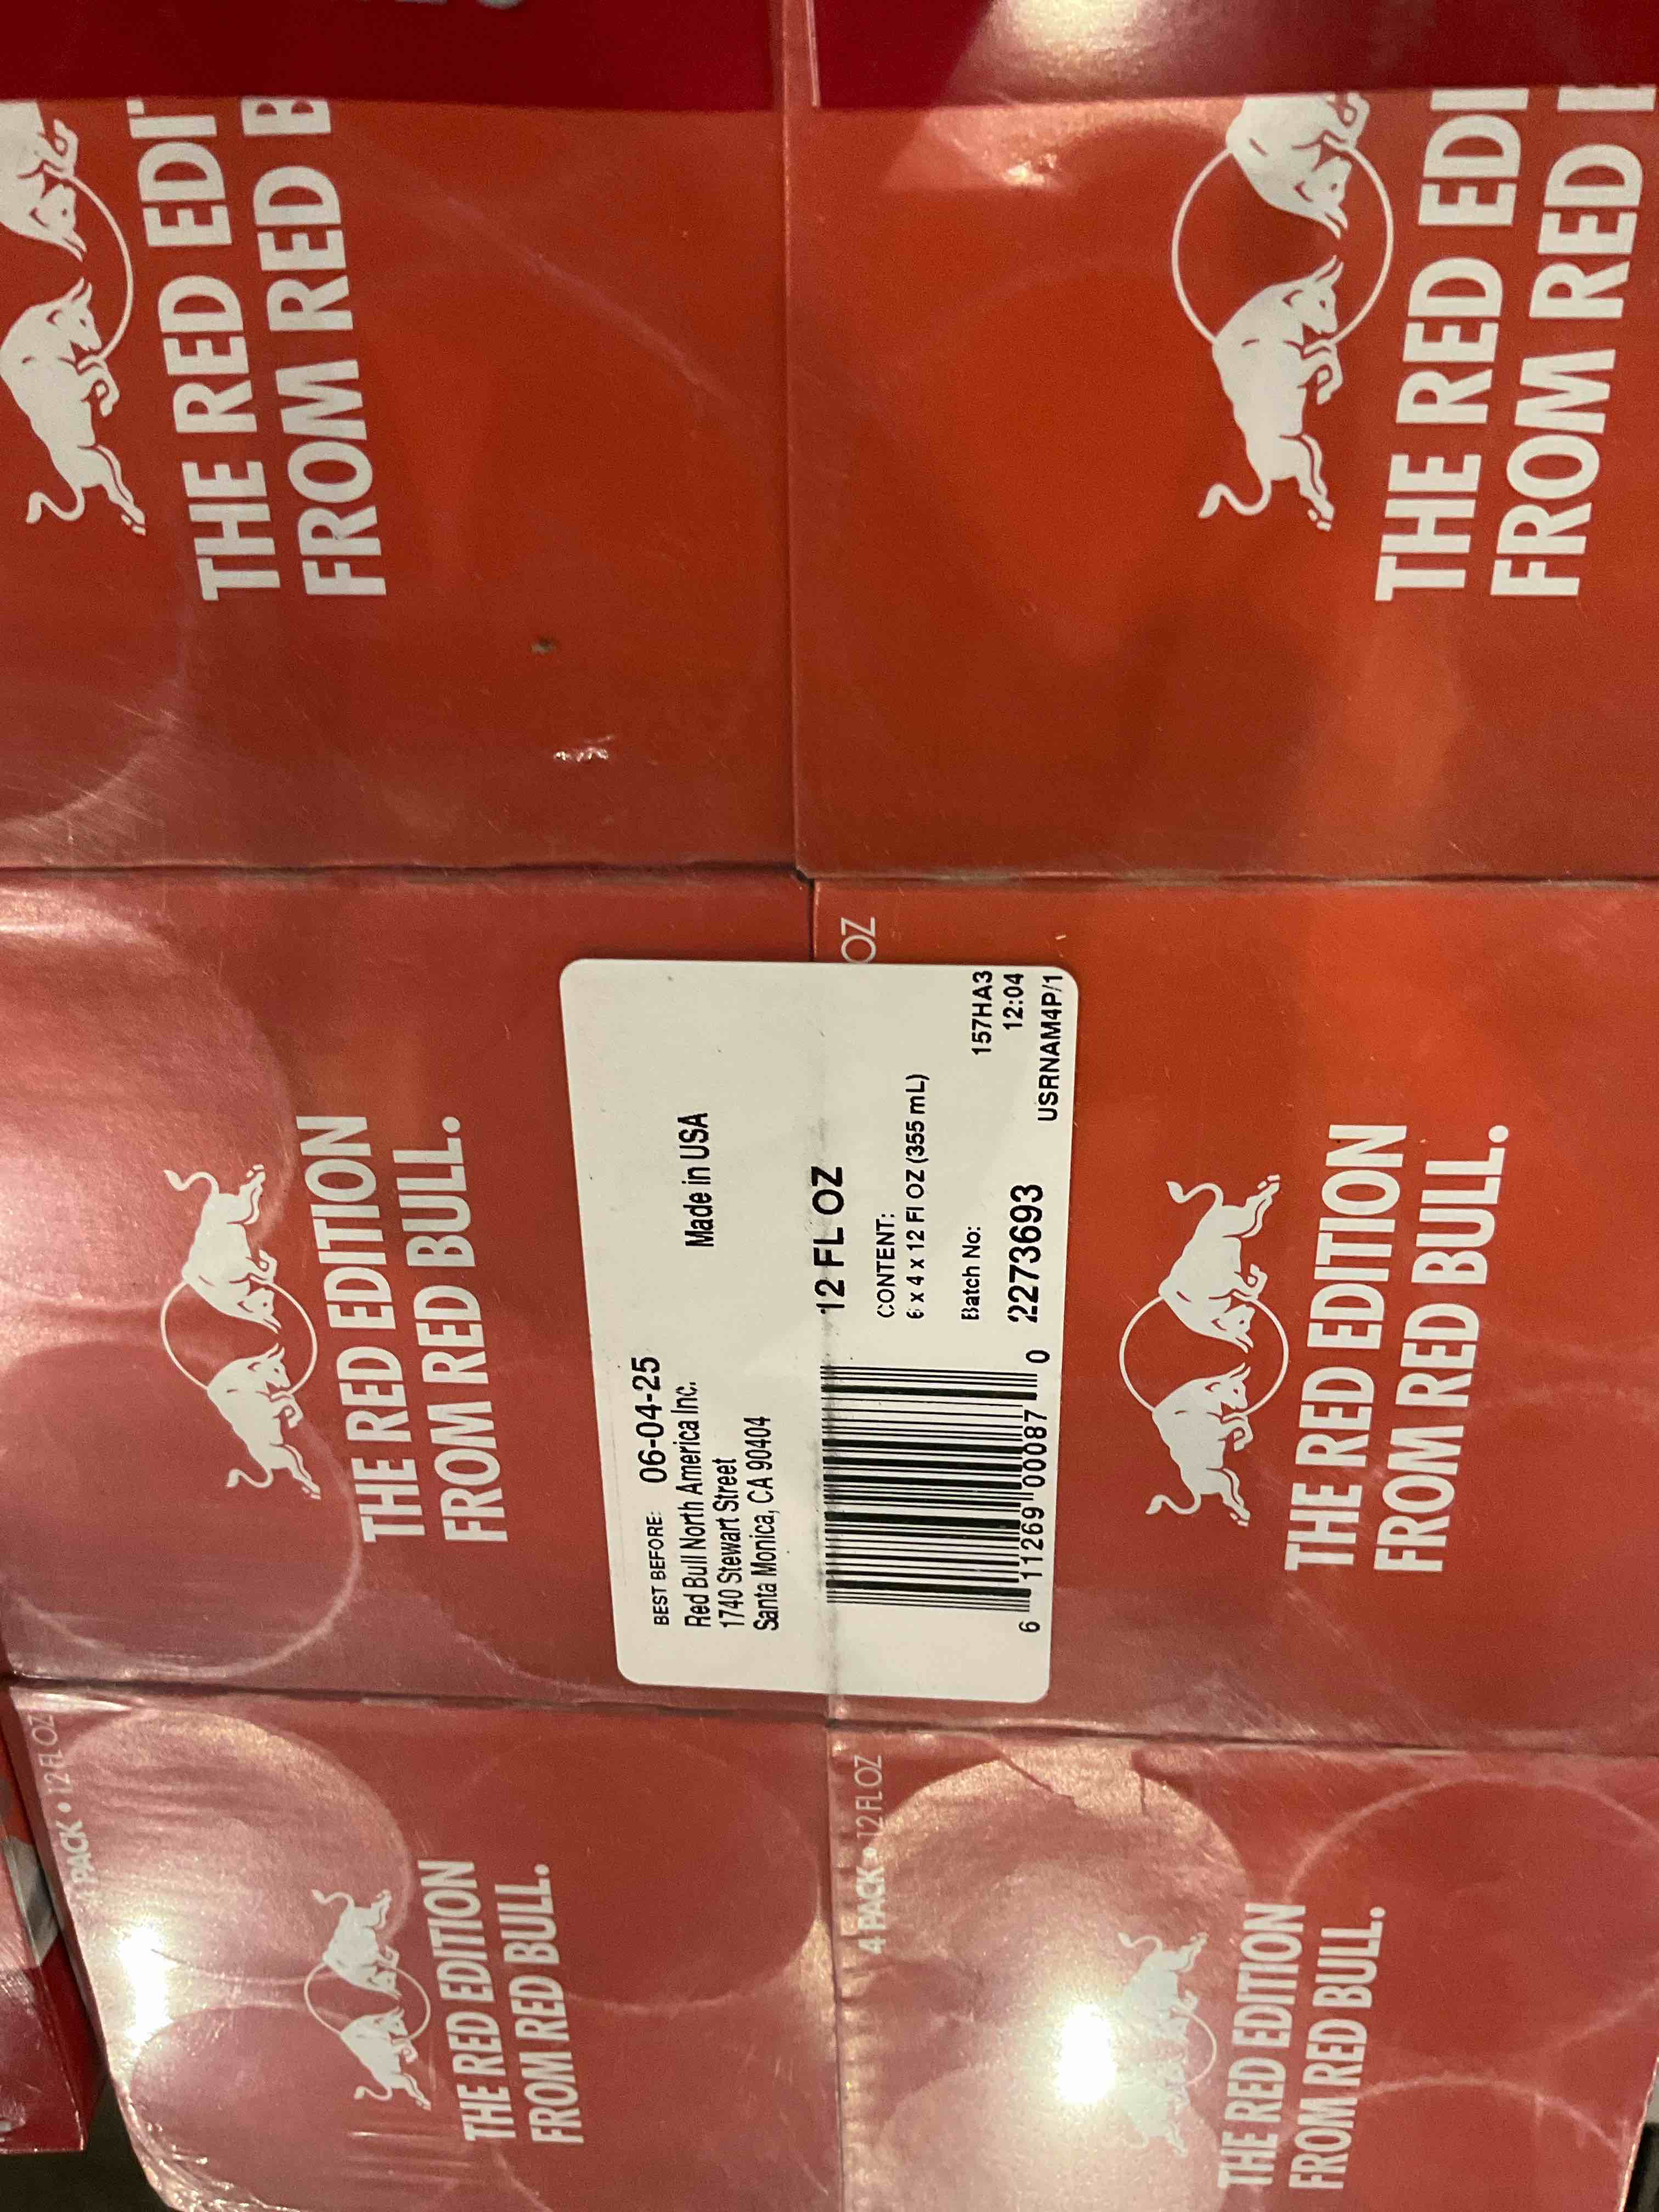 THE RED EDI
FROM RED B
THE RED EDI
FROM RED
THE RED EDITION
FROM RED BULL.
OZ
BEST BEFORE: 06-04-25
Red Bull North America Inc.
1740 Stewart Street
Santa Monica, CA 90404
Made in USA
12 FL OZ
CONTENT:
6 x 4 x 12 Fl OZ (355 mL)
Batch No:
2273693
157HA3
12:04
USRNAM4P/1
6 11269 00087 0
THE RED EDITION
FROM RED BULL.
PACK • 12 FL OZ
THE RED EDITION
FROM RED BULL.
4 PACK • 12 FL OZ
THE RED EDITION
FROM RED BULL.